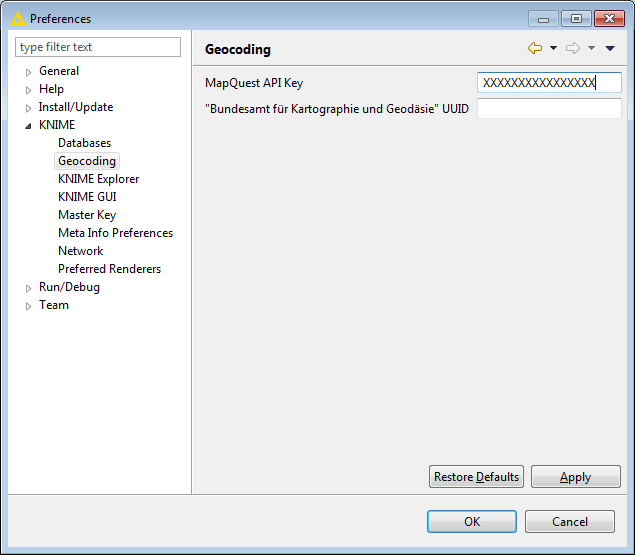 Preferences
type filter text
General
Help
Install/Update
KNIME
Databases
Geocoding
KNIME Explorer
KNIME GUI
Master Key
Meta Info Preferences
Network
Preferred Renderers
Run/Debug
Team
Geocoding
MapQuest API Key XXXXXXXXXXXXXXXX
"Bundesamt für Kartographie und Geodäsie" UUID
Restore Defaults Apply
OK Cancel